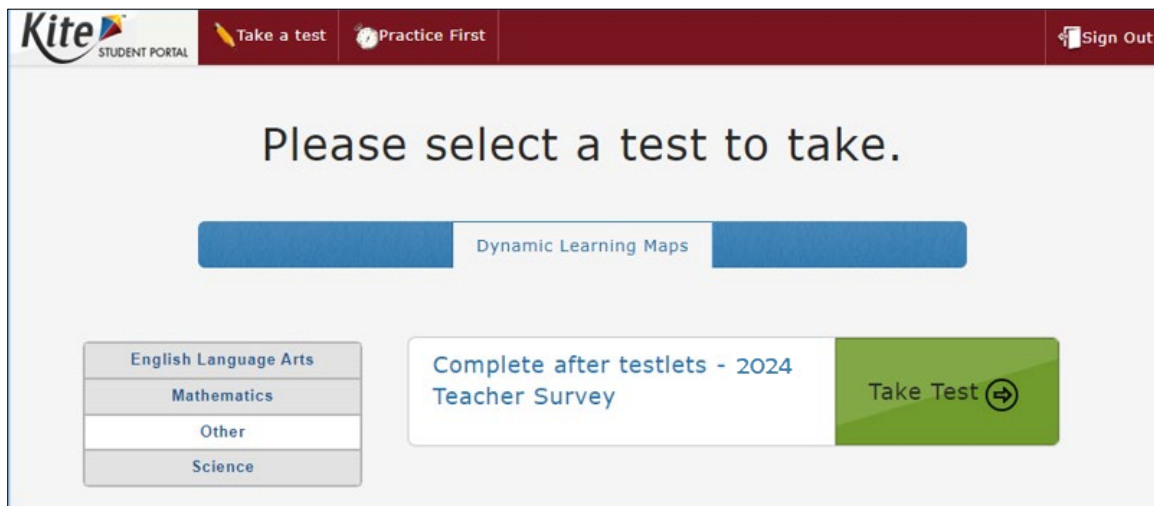 Kite
STUDENT PORTAL
Take a test
Practice First
Sign Out
Please select a test to take.
Dynamic Learning Maps
English Language Arts
Mathematics
Other
Science
Complete after testlets - 2024
Teacher Survey
Take Test